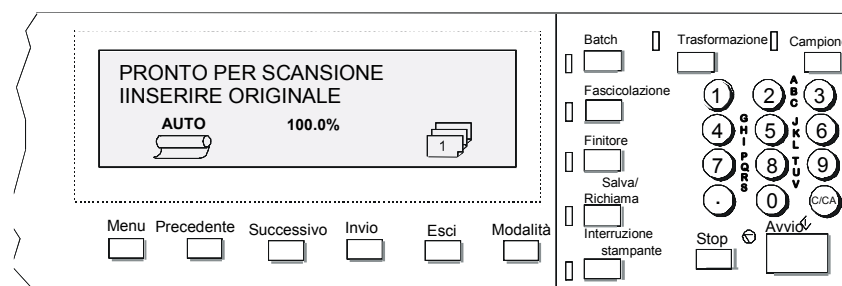 PRONTO PER SCANSIONE
IINSERIRE ORIGINALE
AUTO 100.0%
1
Menu Precedente Successivo Invio Esci Modalità
Batch Trasformazione Campione
Fascicolazione
Finitore
Salva/
Richiama
Interruzione
stampante
1 2 ABC 3
4 GHI 5 JKL 6
7 PQRS 8 TUV 9
. 0 C/CA
Stop Avvio